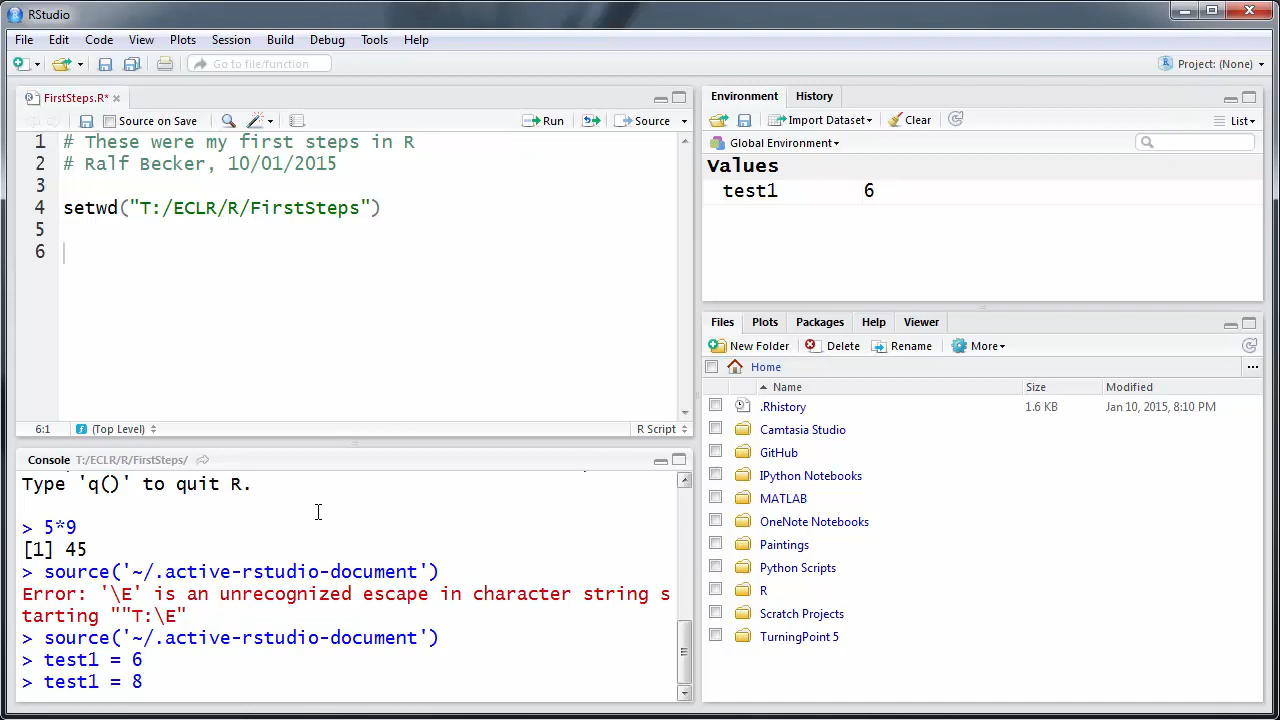 RStudio
File Edit Code View Plots Session Build Debug Tools Help
Go to file/function Project: (None)
FirstSteps.R*
Source on Save Run Source
1 # These were my first steps in R
2 # Ralf Becker, 10/01/2015
3
4 setwd("T:/ECLR/R/FirstSteps")
5
6
6:1 (Top Level) R Script
Console T:/ECLR/R/FirstSteps/
Type 'q()' to quit R.
> 5*9
[1] 45
> source('~/.active-rstudio-document')
Error: '\E' is an unrecognized escape in character string s
tarting ""T:\E"
> source('~/.active-rstudio-document')
> test1 = 6
> test1 = 8
Environment History
Import Dataset Clear List
Global Environment
Values
test1 6
Files Plots Packages Help Viewer
New Folder Delete Rename More
Home ...
Name Size Modified
.Rhistory 1.6 KB Jan 10, 2015, 8:10 PM
Camtasia Studio
GitHub
IPython Notebooks
MATLAB
OneNote Notebooks
Paintings
Python Scripts
R
Scratch Projects
TurningPoint 5